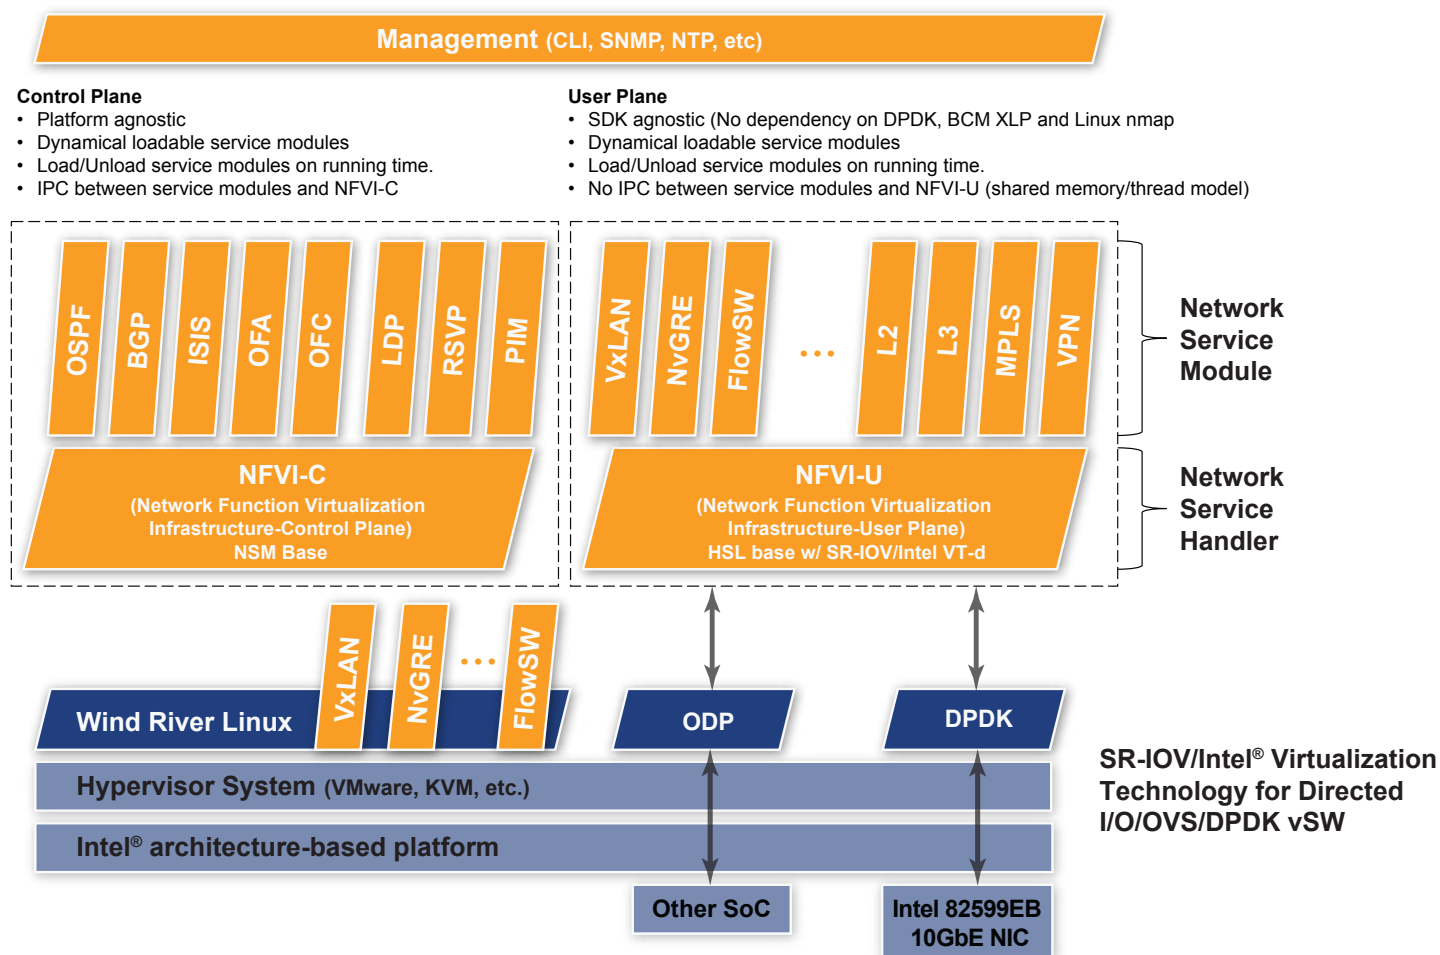 Management (CLI, SNMP, NTP, etc)
Control Plane
• Platform agnostic
• Dynamical loadable service modules
• Load/Unload service modules on running time.
• IPC between service modules and NFVI-C
User Plane
• SDK agnostic (No dependency on DPDK, BCM XLP and Linux nmap
• Dynamical loadable service modules
• Load/Unload service modules on running time.
• No IPC between service modules and NFVI-U (shared memory/thread model)
OSPF
BGP
ISIS
OFA
OFC
LDP
RSVP
PIM
VxLAN
NvGRE
FlowSW
...
L2
L3
MPLS
VPN
Network
Service
Module
NFVI-C
(Network Function Virtualization
Infrastructure-Control Plane)
NSM Base
NFVI-U
(Network Function Virtualization
Infrastructure-User Plane)
HSL base w/ SR-IOV/Intel VT-d
Network
Service
Handler
VxLAN
NvGRE
...
FlowSW
Wind River Linux
ODP
DPDK
Hypervisor System (VMware, KVM, etc.)
Intel® architecture-based platform
SR-IOV/Intel® Virtualization
Technology for Directed
I/O/OVS/DPDK vSW
Other SoC
Intel 82599EB
10GbE NIC